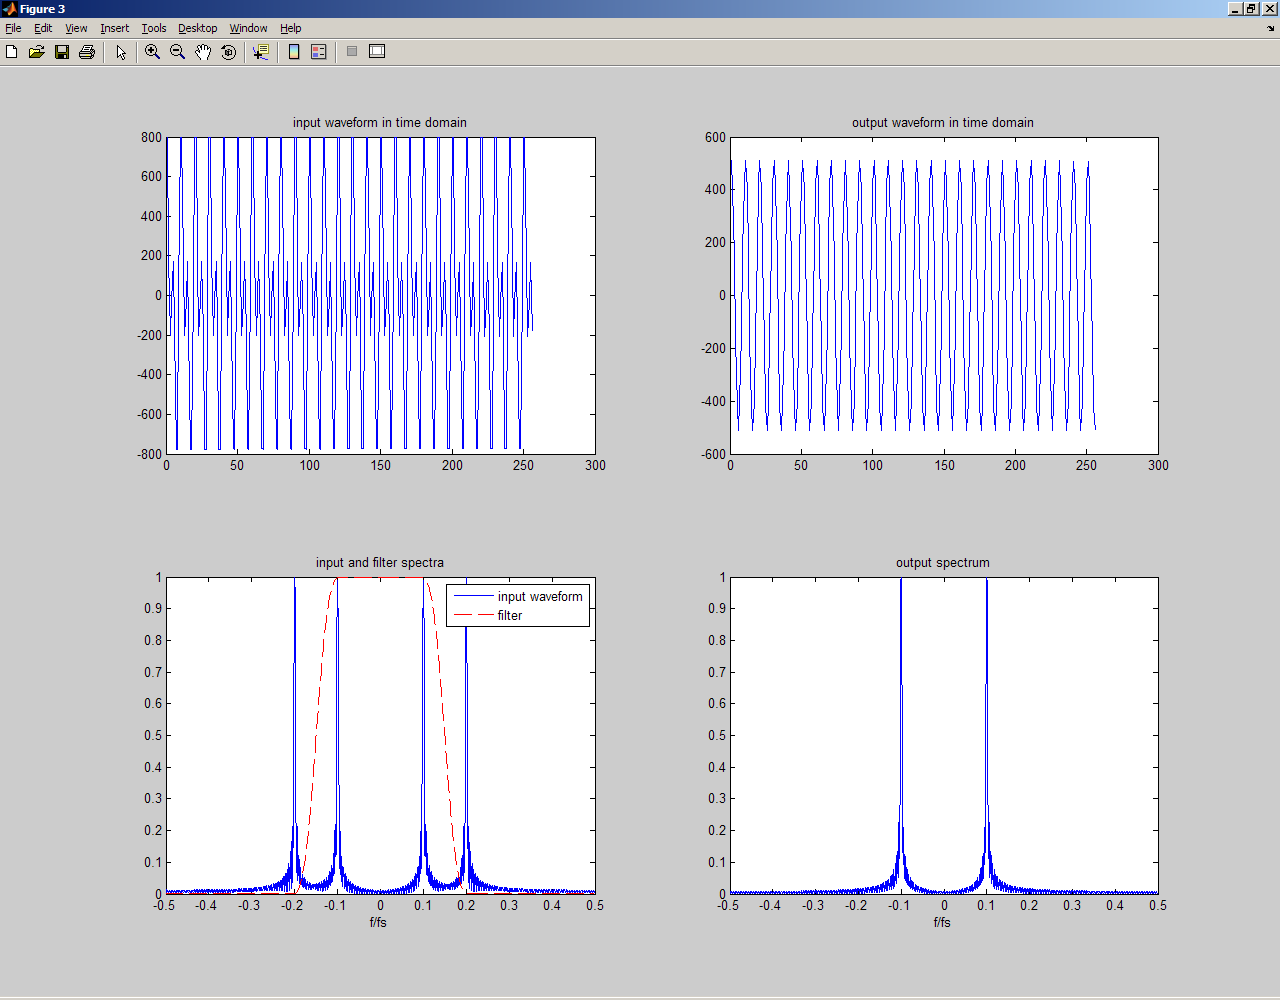 Figure 3
File Edit View Insert Tools Desktop Window Help
input waveform in time domain
800
600
400
200
0
-200
-400
-600
-800
0 50 100 150 200 250 300
output waveform in time domain
600
400
200
0
-200
-400
-600
0 50 100 150 200 250 300
input and filter spectra
1
0.9
0.8
0.7
0.6
0.5
0.4
0.3
0.2
0.1
0
-0.5 -0.4 -0.3 -0.2 -0.1 0 0.1 0.2 0.3 0.4 0.5
f/fs
input waveform
filter
output spectrum
1
0.9
0.8
0.7
0.6
0.5
0.4
0.3
0.2
0.1
0
-0.5 -0.4 -0.3 -0.2 -0.1 0 0.1 0.2 0.3 0.4 0.5
f/fs